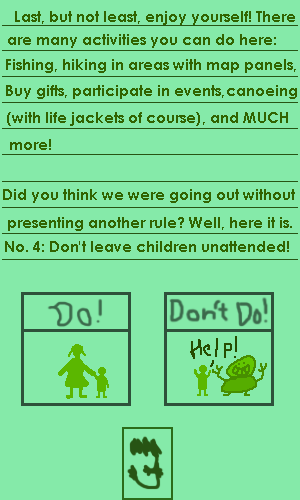 Last, but not least, enjoy yourself! There
are many activities you can do here:
Fishing, hiking in areas with map panels,
Buy gifts, participate in events, canoeing
(with life jackets of course), and MUCH
more!
Did you think we were going out without
presenting another rule? Well, here it is.
No. 4: Don't leave children unattended!
Do!
Don't Do!
Help!